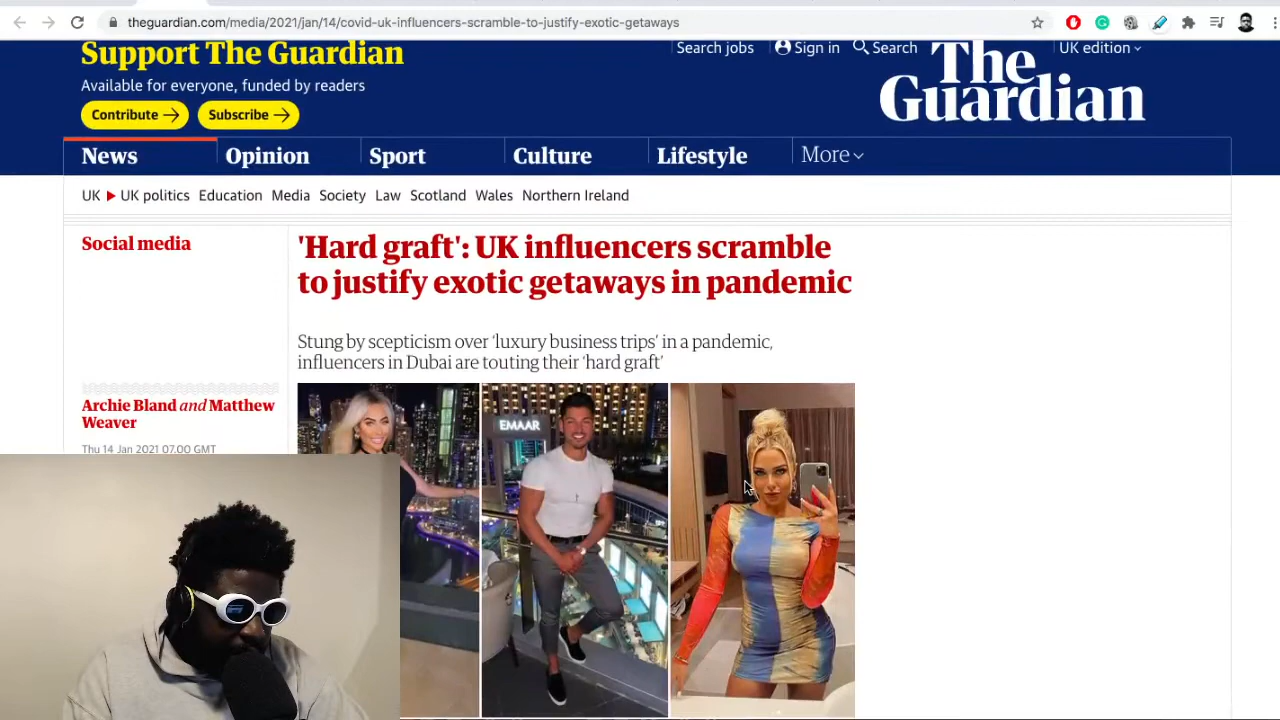 theguardian.com/media/2021/jan/14/covid-uk-influencers-scramble-to-justify-exotic-getaways
Support The Guardian
Available for everyone, funded by readers
Contribute → Subscribe →
Search jobs Sign in Search UK edition
The
Guardian
News Opinion Sport Culture Lifestyle More
UK UK politics Education Media Society Law Scotland Wales Northern Ireland
Social media
'Hard graft': UK influencers scramble
to justify exotic getaways in pandemic
Stung by scepticism over ‘luxury business trips’ in a pandemic,
influencers in Dubai are touting their ‘hard graft’
Archie Bland and Matthew
Weaver
Thu 14 Jan 2021 07.00 GMT
EMAAR